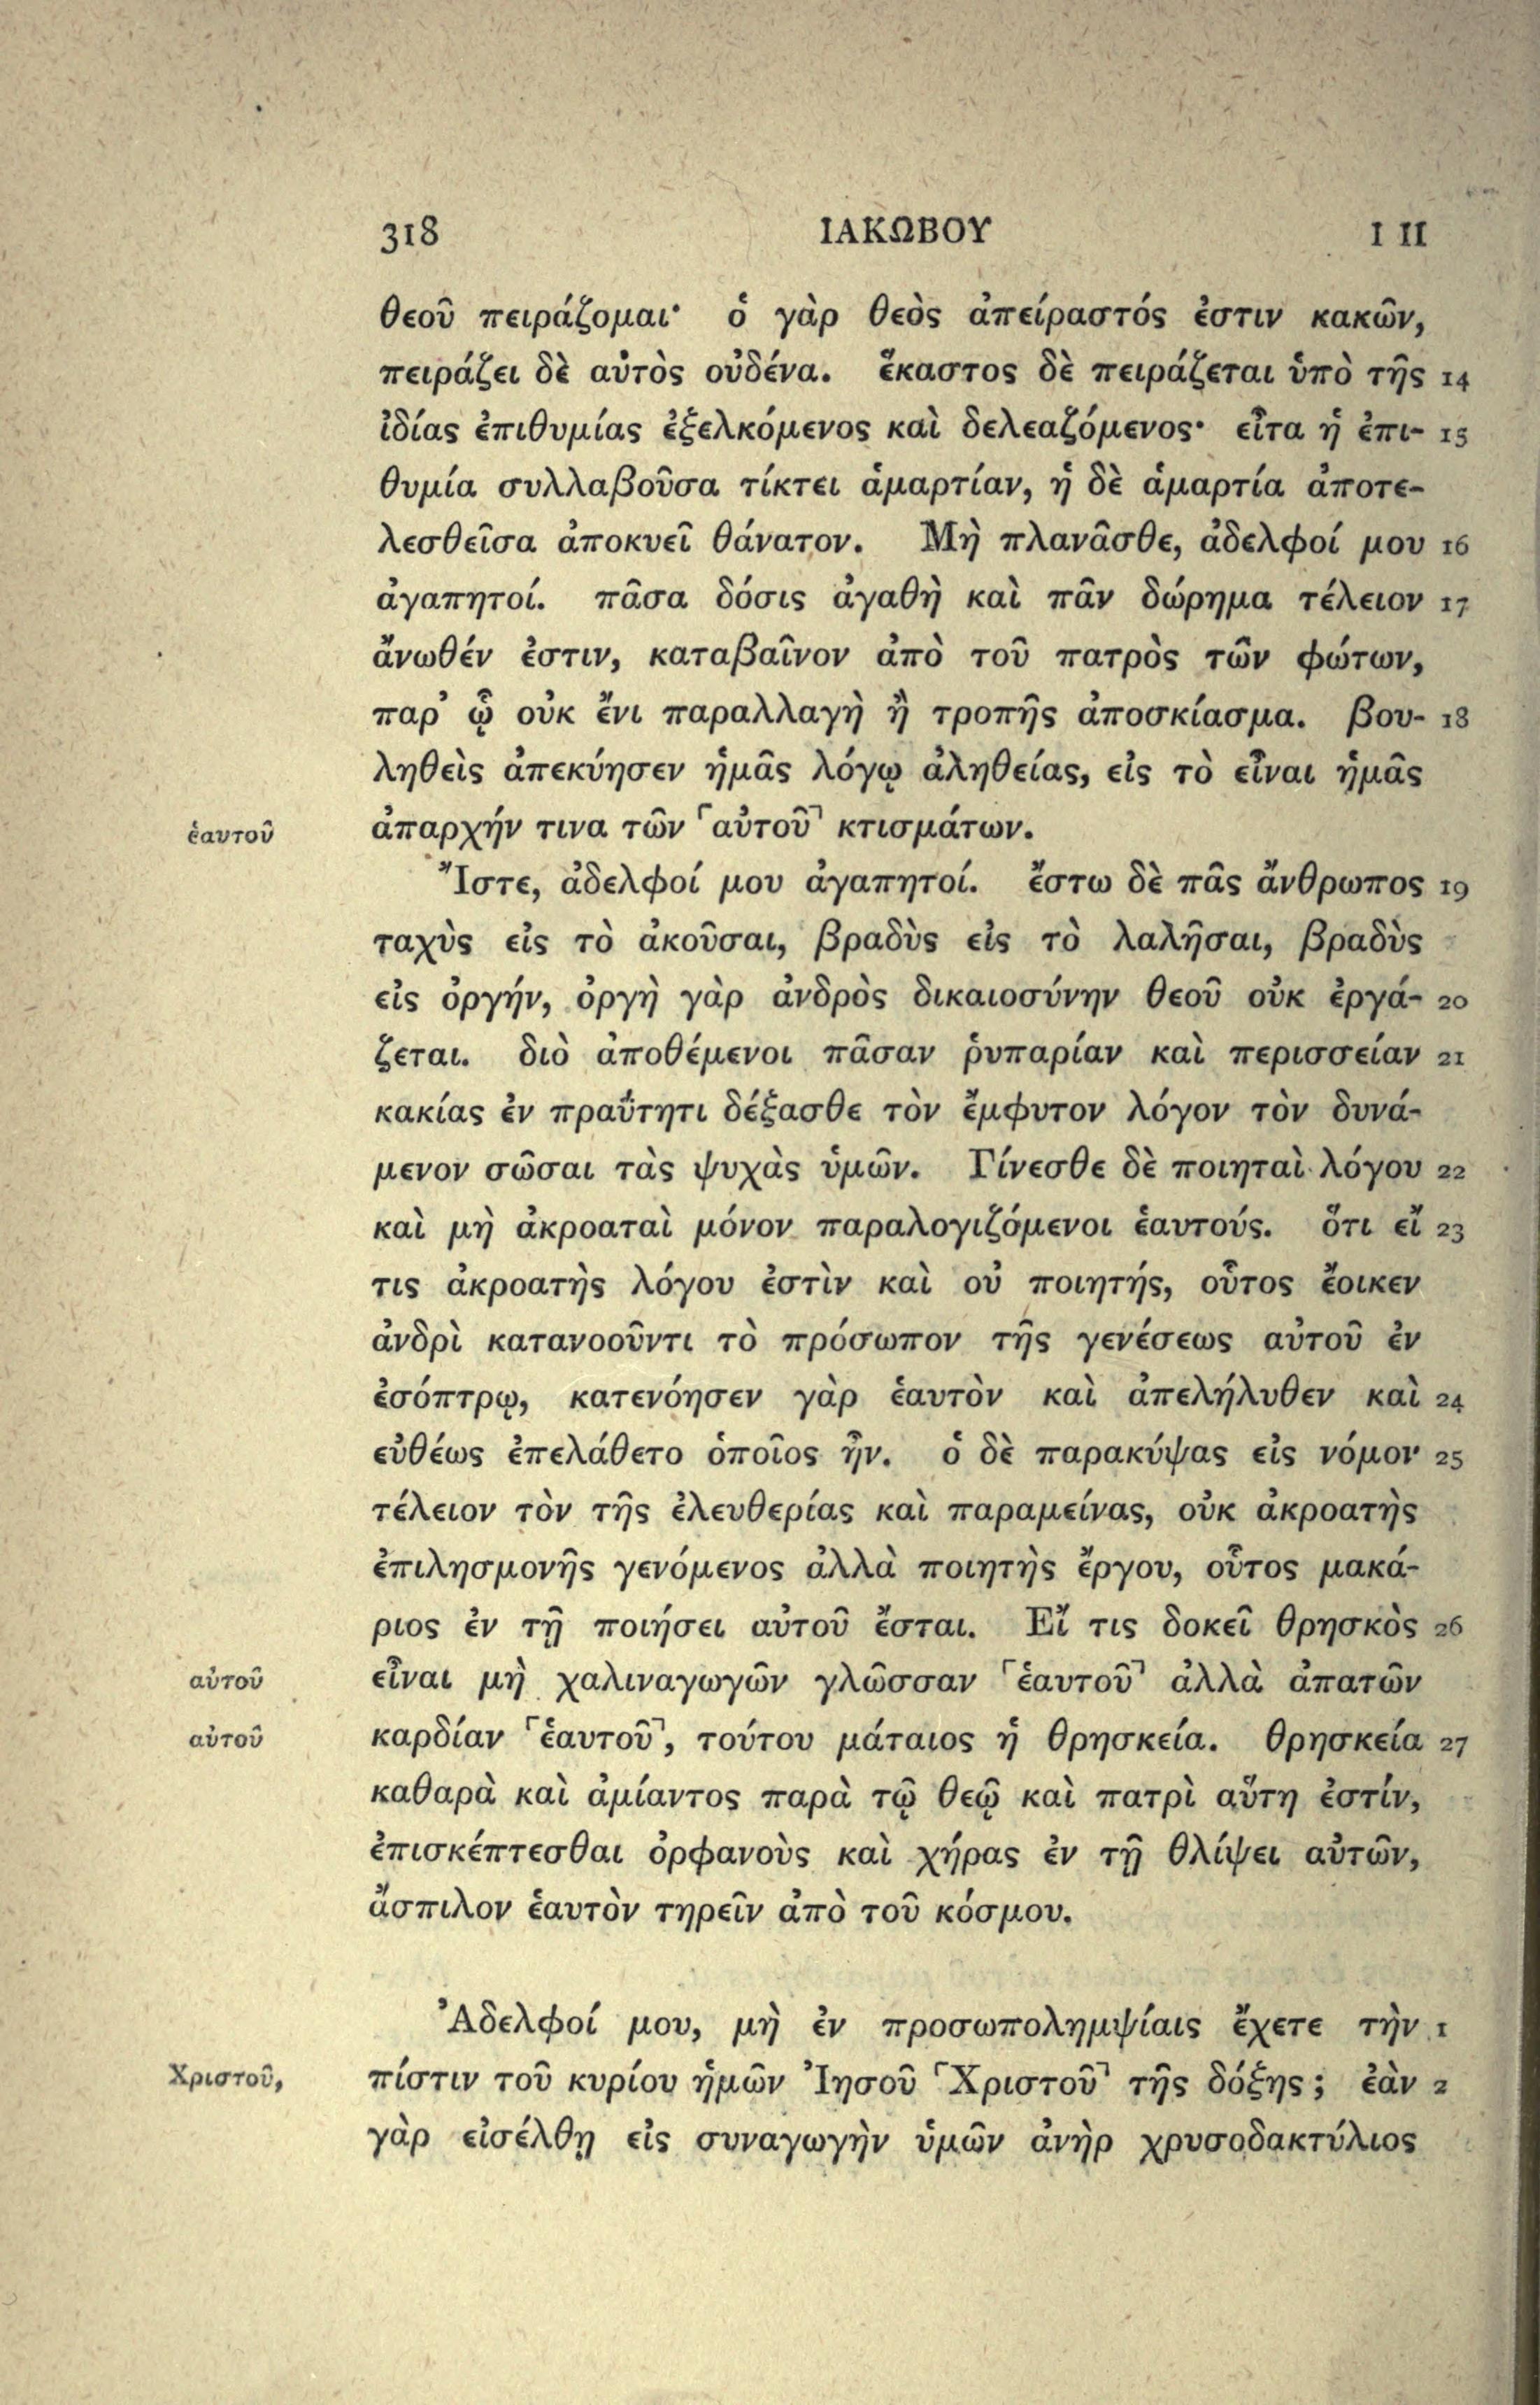 318 ΙΑΚΩΒΟΥ I II
θεοῦ πειράζομαι· ὁ γὰρ θεὸς ἀπείραστός ἐστιν κακῶν,
πειράζει δὲ αὐτὸς οὐδένα. ἕκαστος δὲ πειράζεται ὑπὸ τῆς 14
ἰδίας ἐπιθυμίας ἐξελκόμενος καὶ δελεαζόμενος· εἶτα ἡ ἐπι- 15
θυμία συλλαβοῦσα τίκτει ἁμαρτίαν, ἡ δὲ ἁμαρτία ἀποτε-
λεσθεῖσα ἀποκυεῖ θάνατον. Μὴ πλανᾶσθε, ἀδελφοί μου 16
ἀγαπητοί. πᾶσα δόσις ἀγαθὴ καὶ πᾶν δώρημα τέλειον 17
ἄνωθέν ἐστιν, καταβαῖνον ἀπὸ τοῦ πατρὸς τῶν φώτων,
παρ᾽ ᾧ οὐκ ἔνι παραλλαγὴ ἢ τροπῆς ἀποσκίασμα. βου- 18
ληθεὶς ἀπεκύησεν ἡμᾶς λόγῳ ἀληθείας, εἰς τὸ εἶναι ἡμᾶς
ἑαυτοῦ ἀπαρχήν τινα τῶν ⌜αὐτοῦ⌝ κτισμάτων.
Ἴστε, ἀδελφοί μου ἀγαπητοί. ἔστω δὲ πᾶς ἄνθρωπος 19
ταχὺς εἰς τὸ ἀκοῦσαι, βραδὺς εἰς τὸ λαλῆσαι, βραδὺς
εἰς ὀργήν, ὀργὴ γὰρ ἀνδρὸς δικαιοσύνην θεοῦ οὐκ ἐργά- 20
ζεται. διὸ ἀποθέμενοι πᾶσαν ῥυπαρίαν καὶ περισσείαν 21
κακίας ἐν πραΰτητι δέξασθε τὸν ἔμφυτον λόγον τὸν δυνά-
μενον σῶσαι τὰς ψυχὰς ὑμῶν. Γίνεσθε δὲ ποιηταὶ λόγου 22
καὶ μὴ ἀκροαταὶ μόνον παραλογιζόμενοι ἑαυτούς. ὅτι εἴ 23
τις ἀκροατὴς λόγου ἐστὶν καὶ οὐ ποιητής, οὗτος ἔοικεν
ἀνδρὶ κατανοοῦντι τὸ πρόσωπον τῆς γενέσεως αὐτοῦ ἐν
ἐσόπτρῳ, κατενόησεν γὰρ ἑαυτὸν καὶ ἀπελήλυθεν καὶ 24
εὐθέως ἐπελάθετο ὁποῖος ἦν. ὁ δὲ παρακύψας εἰς νόμον 25
τέλειον τὸν τῆς ἐλευθερίας καὶ παραμείνας, οὐκ ἀκροατὴς
ἐπιλησμονῆς γενόμενος ἀλλὰ ποιητὴς ἔργου, οὗτος μακά-
ριος ἐν τῇ ποιήσει αὐτοῦ ἔσται. Εἴ τις δοκεῖ θρησκὸς 26
αὐτοῦ εἶναι μὴ χαλιναγωγῶν γλῶσσαν ⌜ἑαυτοῦ⌝ ἀλλὰ ἀπατῶν
αὐτοῦ καρδίαν ⌜ἑαυτοῦ⌝, τούτου μάταιος ἡ θρησκεία. θρησκεία 27
καθαρὰ καὶ ἀμίαντος παρὰ τῷ θεῷ καὶ πατρὶ αὕτη ἐστίν,
ἐπισκέπτεσθαι ὀρφανοὺς καὶ χήρας ἐν τῇ θλίψει αὐτῶν,
ἄσπιλον ἑαυτὸν τηρεῖν ἀπὸ τοῦ κόσμου.
Ἀδελφοί μου, μὴ ἐν προσωπολημψίαις ἔχετε τὴν 1
Χριστοῦ, πίστιν τοῦ κυρίου ἡμῶν Ἰησοῦ ⌜Χριστοῦ⌝ τῆς δόξης; ἐὰν 2
γὰρ εἰσέλθῃ εἰς συναγωγὴν ὑμῶν ἀνὴρ χρυσοδακτύλιος